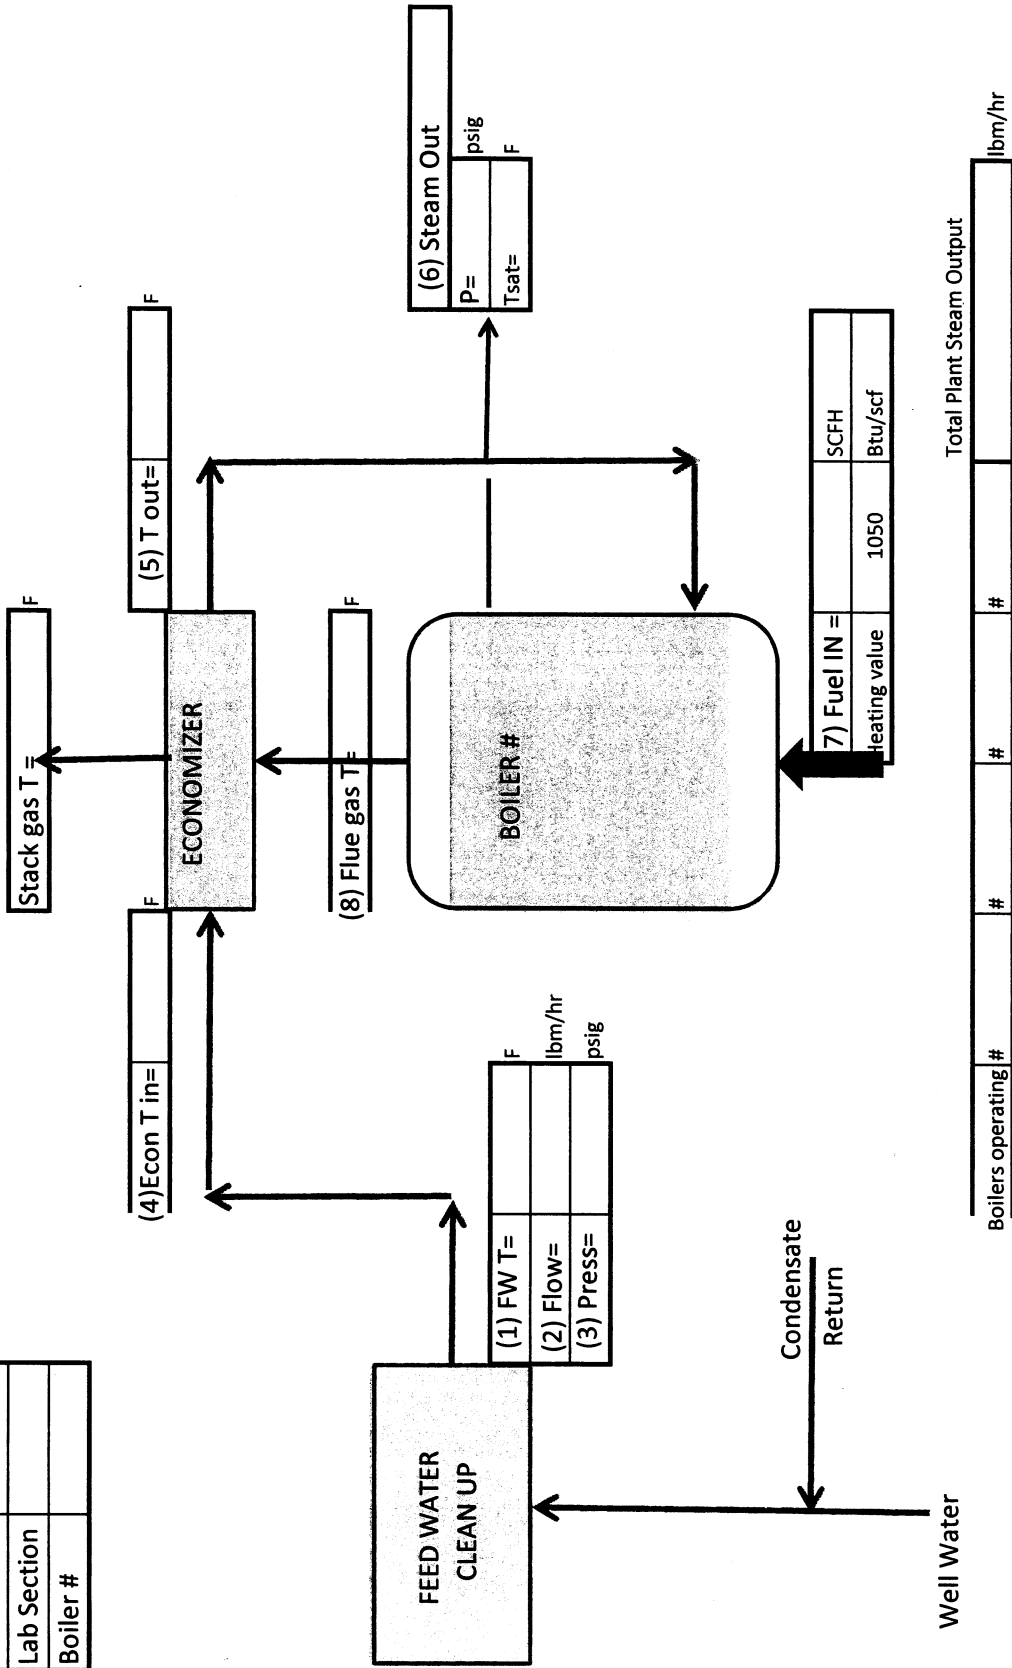 Lab Section
Boiler #
Stack gas T =
F
(4)Econ T in=
F
ECONOMIZER
(5) T out=
F
(8) Flue gas T=
F
FEED WATER
CLEAN UP
(1) FW T=
F
(2) Flow=
lbm/hr
(3) Press=
psig
BOILER #
(6) Steam Out
P=
psig
Tsat=
F
Condensate
Return
Well Water
7) Fuel IN =
SCFH
Heating value
1050
Btu/scf
Total Plant Steam Output
Boilers operating
#
#
#
#
lbm/hr